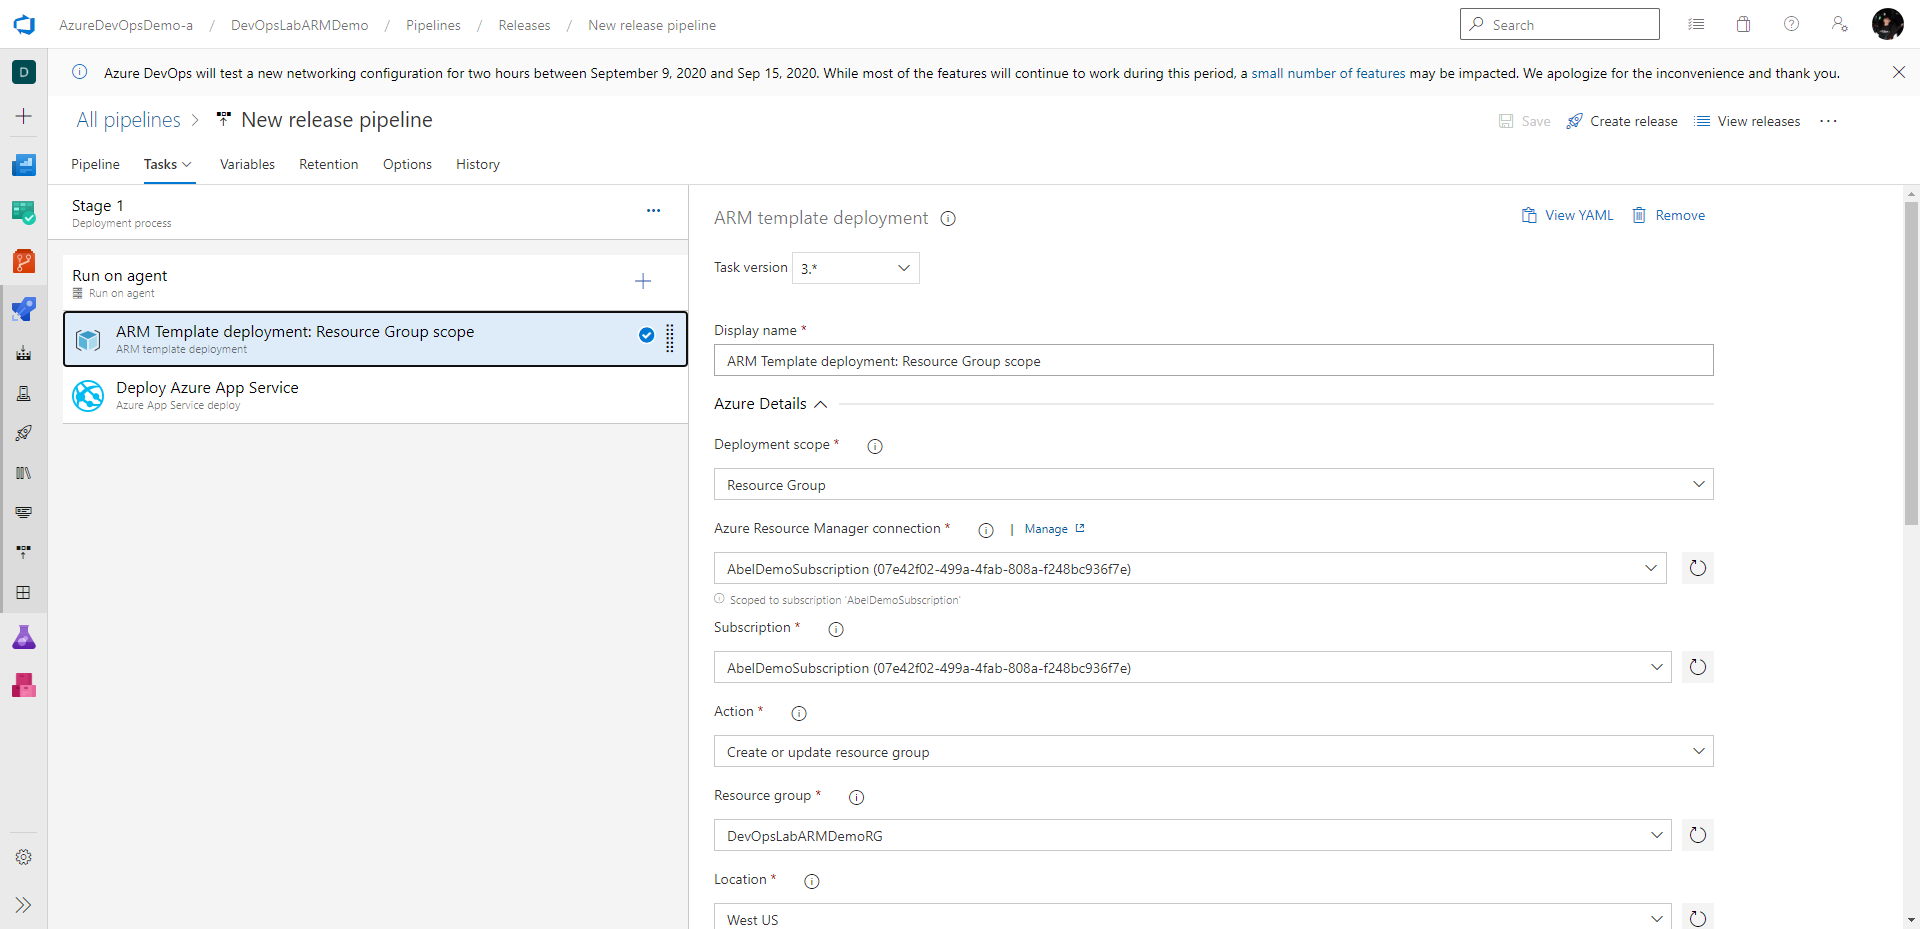 AzureDevOpsDemo-a / DevOpsLabARMDemo / Pipelines / Releases / New release pipeline
Search
D
Azure DevOps will test a new networking configuration for two hours between September 9, 2020 and Sep 15, 2020. While most of the features will continue to work during this period, a small number of features may be impacted. We apologize for the inconvenience and thank you.
All pipelines > New release pipeline
Save
Create release
View releases
Pipeline
Tasks
Variables
Retention
Options
History
Stage 1
Deployment process
Run on agent
Run on agent
ARM Template deployment: Resource Group scope
ARM template deployment
Deploy Azure App Service
Azure App Service deploy
ARM template deployment
View YAML
Remove
Task version 3.*
Display name *
ARM Template deployment: Resource Group scope
Azure Details
Deployment scope *
Resource Group
Azure Resource Manager connection * | Manage
AbelDemoSubscription (07e42f02-499a-4fab-808a-f248bc936f7e)
Scoped to subscription 'AbelDemoSubscription'
Subscription *
AbelDemoSubscription (07e42f02-499a-4fab-808a-f248bc936f7e)
Action *
Create or update resource group
Resource group *
DevOpsLabARMDemoRG
Location *
West US